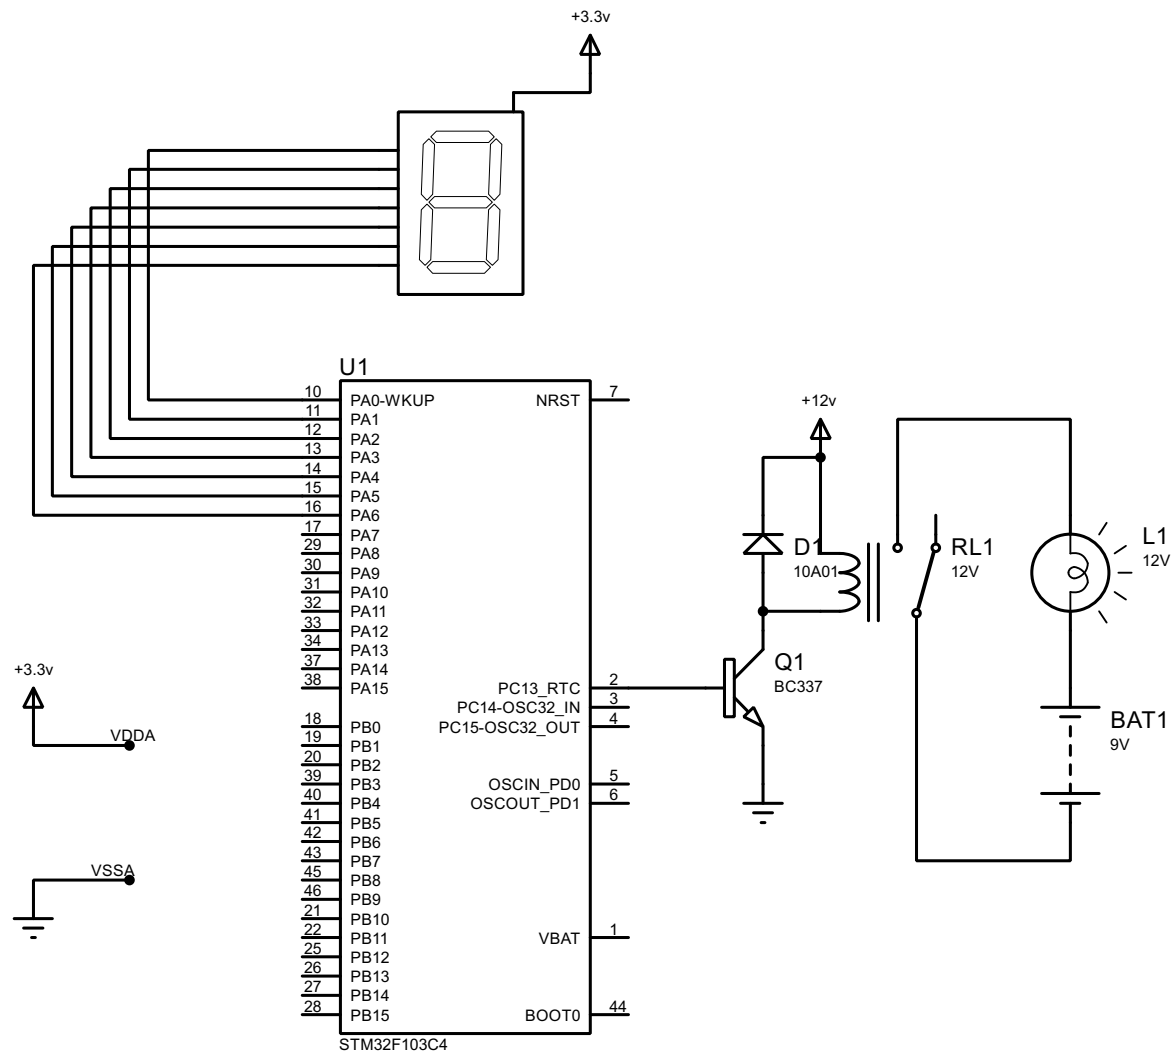 +3.3v
U1
10 PA0-WKUP NRST 7
11 PA1
12 PA2
13 PA3
14 PA4
15 PA5
16 PA6
17 PA7
29 PA8
30 PA9
31 PA10
32 PA11
33 PA12
34 PA13
37 PA14
38 PA15 PC13_RTC 2
PC14-OSC32_IN 3
18 PB0 PC15-OSC32_OUT 4
19 PB1
20 PB2
39 PB3 OSCIN_PD0 5
40 PB4 OSCOUT_PD1 6
41 PB5
42 PB6
43 PB7
45 PB8
46 PB9
21 PB10
22 PB11 VBAT 1
25 PB12
26 PB13
27 PB14
28 PB15 BOOT0 44
STM32F103C4
+3.3v
VDDA
VSSA
+12v
D1
10A01
RL1
12V
L1
12V
Q1
BC337
BAT1
9V